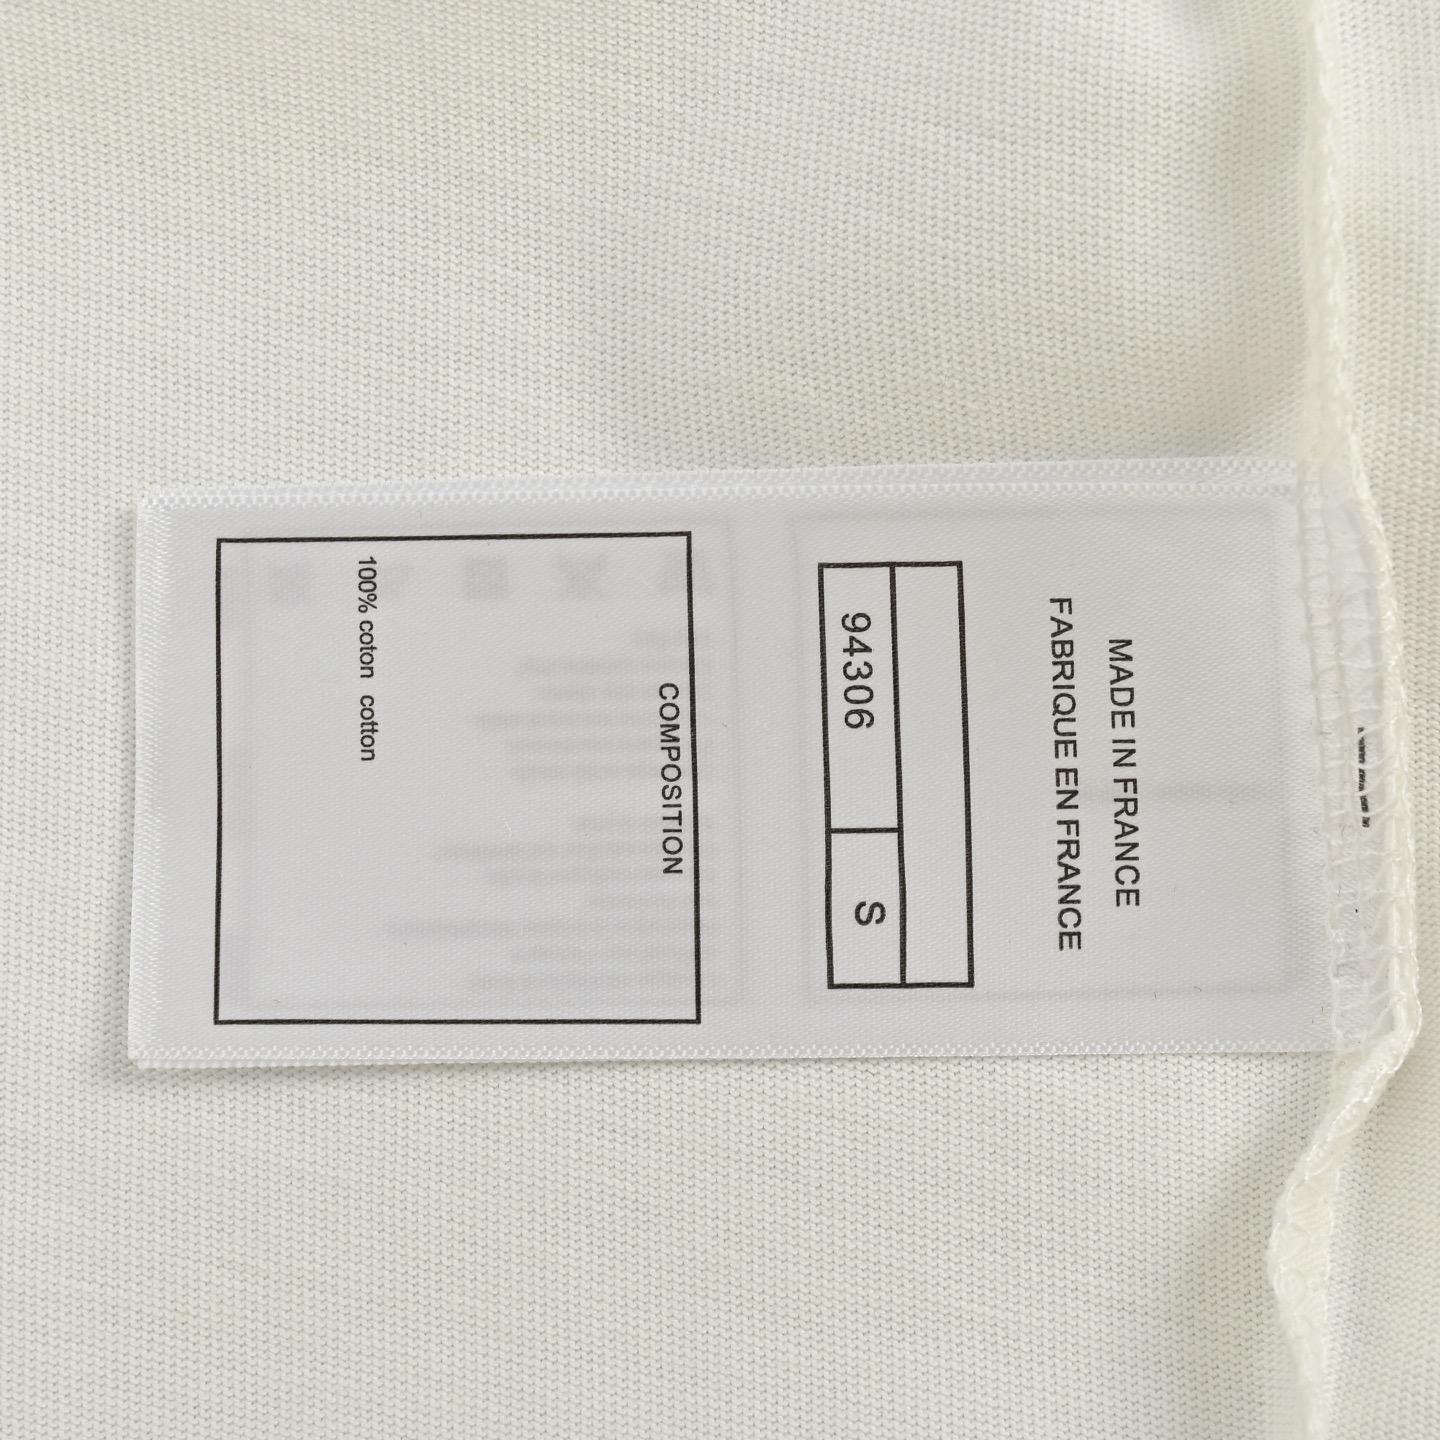 MADE IN FRANCE
FABRIQUE EN FRANCE
94306 S
COMPOSITION
100% coton cotton